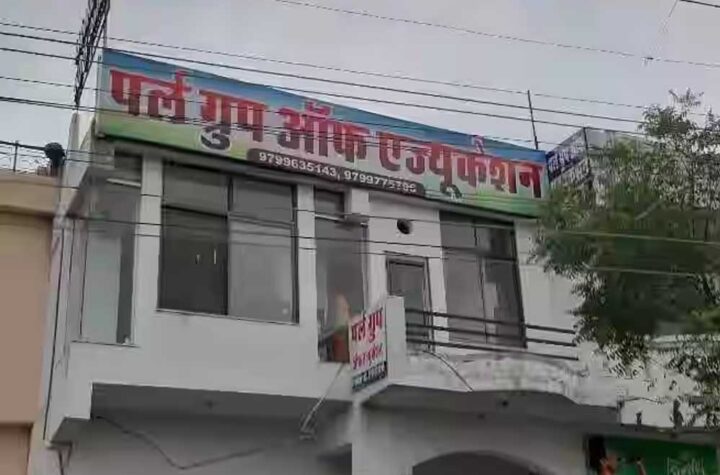 पर्ल ग्रुप ऑफ एज्यूकेशन
9799635143, 9799775796
पर्ल ग्रुप